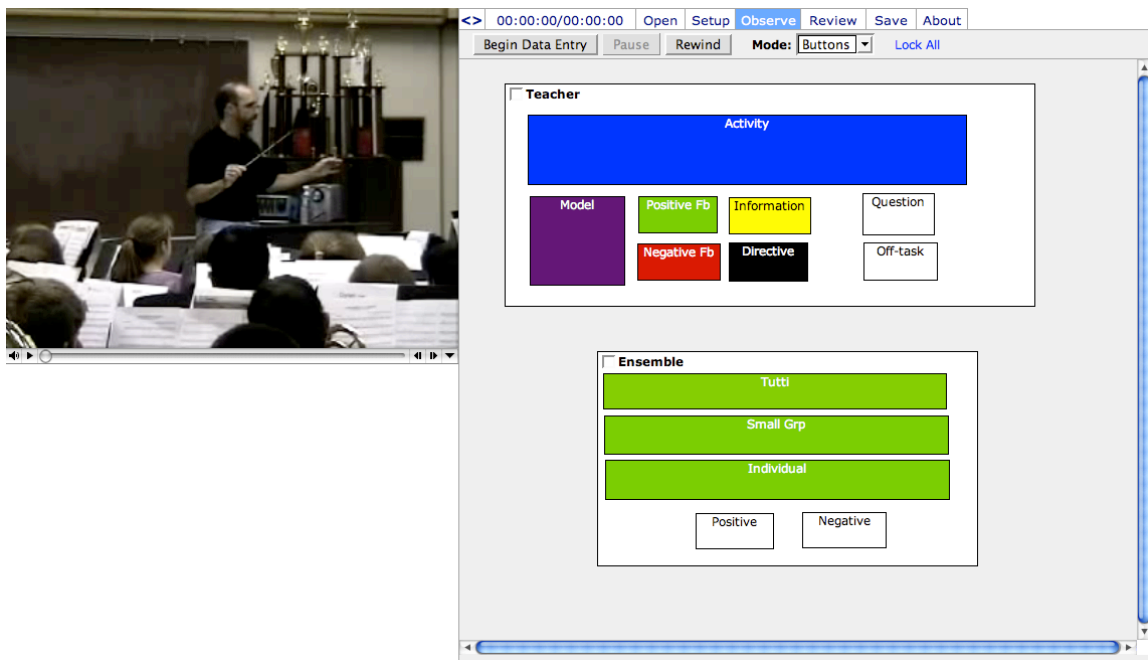 <> 00:00:00/00:00:00 Open Setup Observe Review Save About
Begin Data Entry Pause Rewind Mode: Buttons Lock All
Teacher
Activity
Model Positive Fb Information Question
Negative Fb Directive Off-task
Ensemble
Tutti
Small Grp
Individual
Positive Negative